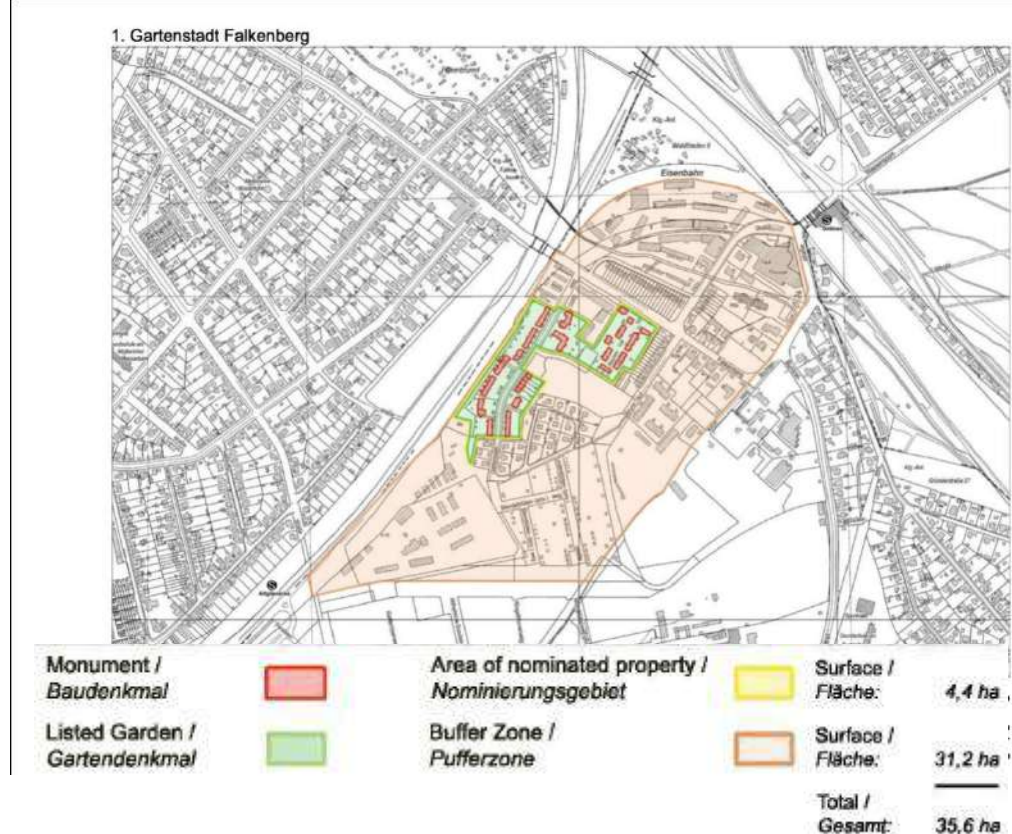 1. Gartenstadt Falkenberg
Eisenbahn
Monument /
Baudenkmal
Area of nominated property /
Nominierungsgebiet
Surface /
Fläche:
4,4 ha
Listed Garden /
Gartendenkmal
Buffer Zone /
Pufferzone
Surface /
Fläche:
31,2 ha
Total /
Gesamt:
35,6 ha